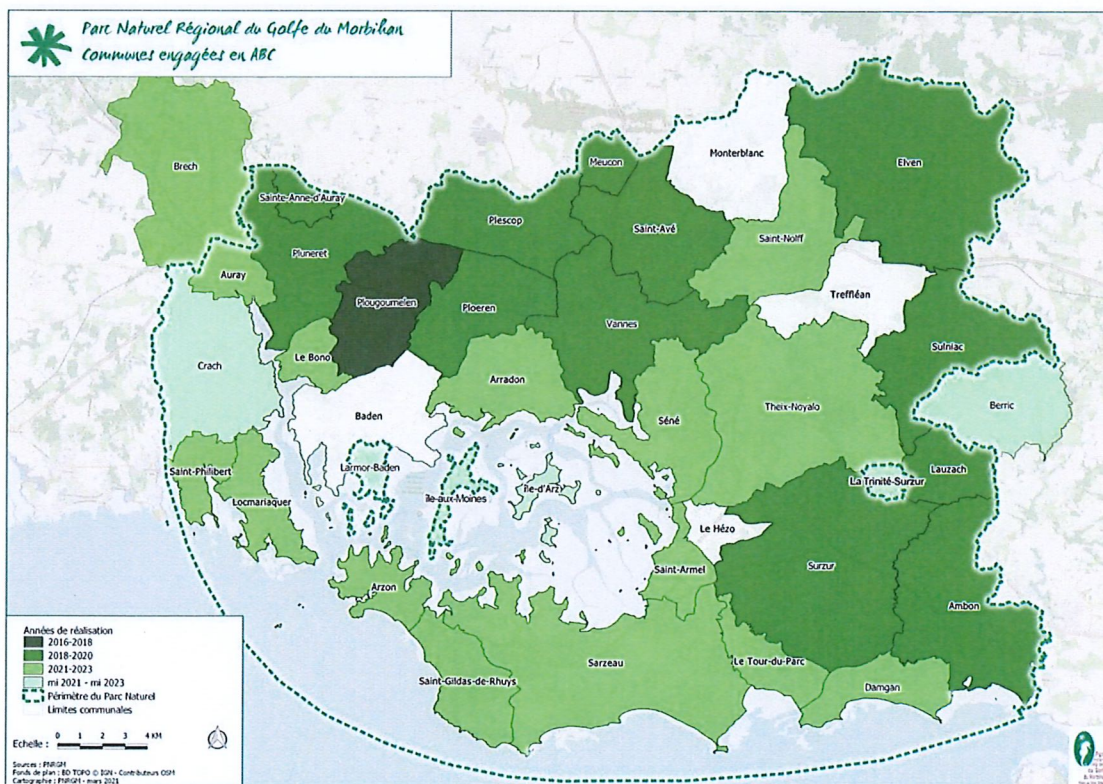 Parc Naturel Régional du Golfe du Morbihan
Communes engagées en ABC
Monterblanc
Elven
Meucon
Brech
Sainte-Anne-d'Auray
Plescop
Saint-Avé
Saint-Nolff
Pluneret
Auray
Plougoumelen
Ploeren
Treffléan
Vannes
Sulniac
Le Bono
Crach
Arradon
Baden
Séné
Theix-Noyalo
Berric
Larmor-Baden
Saint-Philibert
Lauzach
La Trinité-Surzur
Île-aux-Moines
Île-d'Arz
Locmariaquer
Le Hézo
Saint-Armel
Surzur
Arzon
Ambon
Sarzeau
Le Tour-du-Parc
Saint-Gildas-de-Rhuys
Damgan
Années de réalisation
2016-2018
2018-2020
2021-2023
mi 2021 - mi 2023
Périmètre du Parc Naturel
Limites communales
Echelle : 0 1 2 3 4 KM
Sources : PNRGM
Fonds de plan : BD TOPO © IGN - Contributeurs OSM
Cartographie : PNRGM - mars 2021